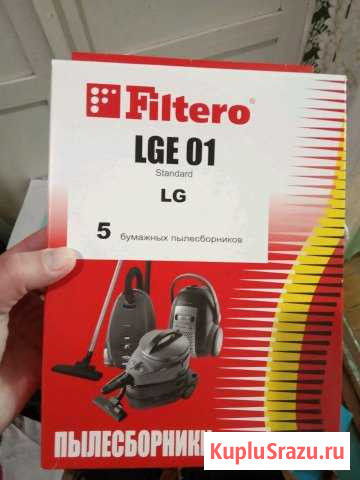 Filtero®
LGE 01
Standard
LG
5 бумажных пылесборников
ПЫЛЕСБОРНИКИ
KupluSrazu.ru